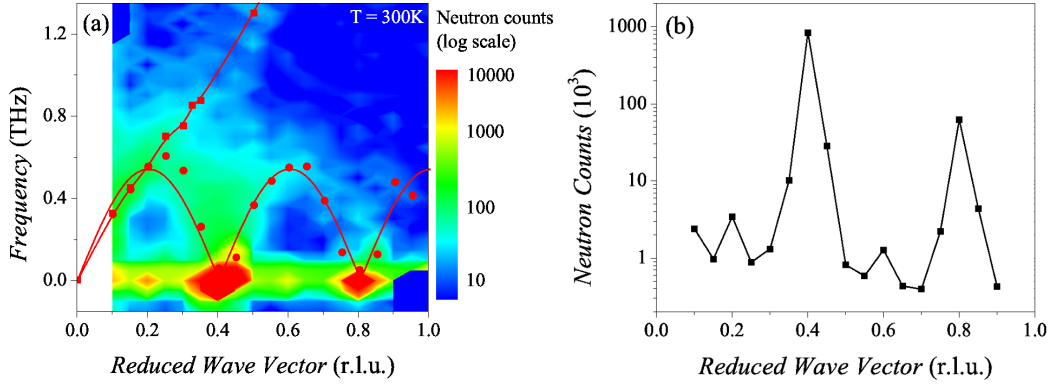 (a)
T = 300K
Neutron counts
(log scale)
10000
1000
100
10
1.2
0.8
0.4
0.0
Frequency (THz)
0.0 0.2 0.4 0.6 0.8 1.0
Reduced Wave Vector (r.l.u.)
(b)
1000
100
10
1
Neutron Counts (10³)
0.0 0.2 0.4 0.6 0.8 1.0
Reduced Wave Vector (r.l.u.)